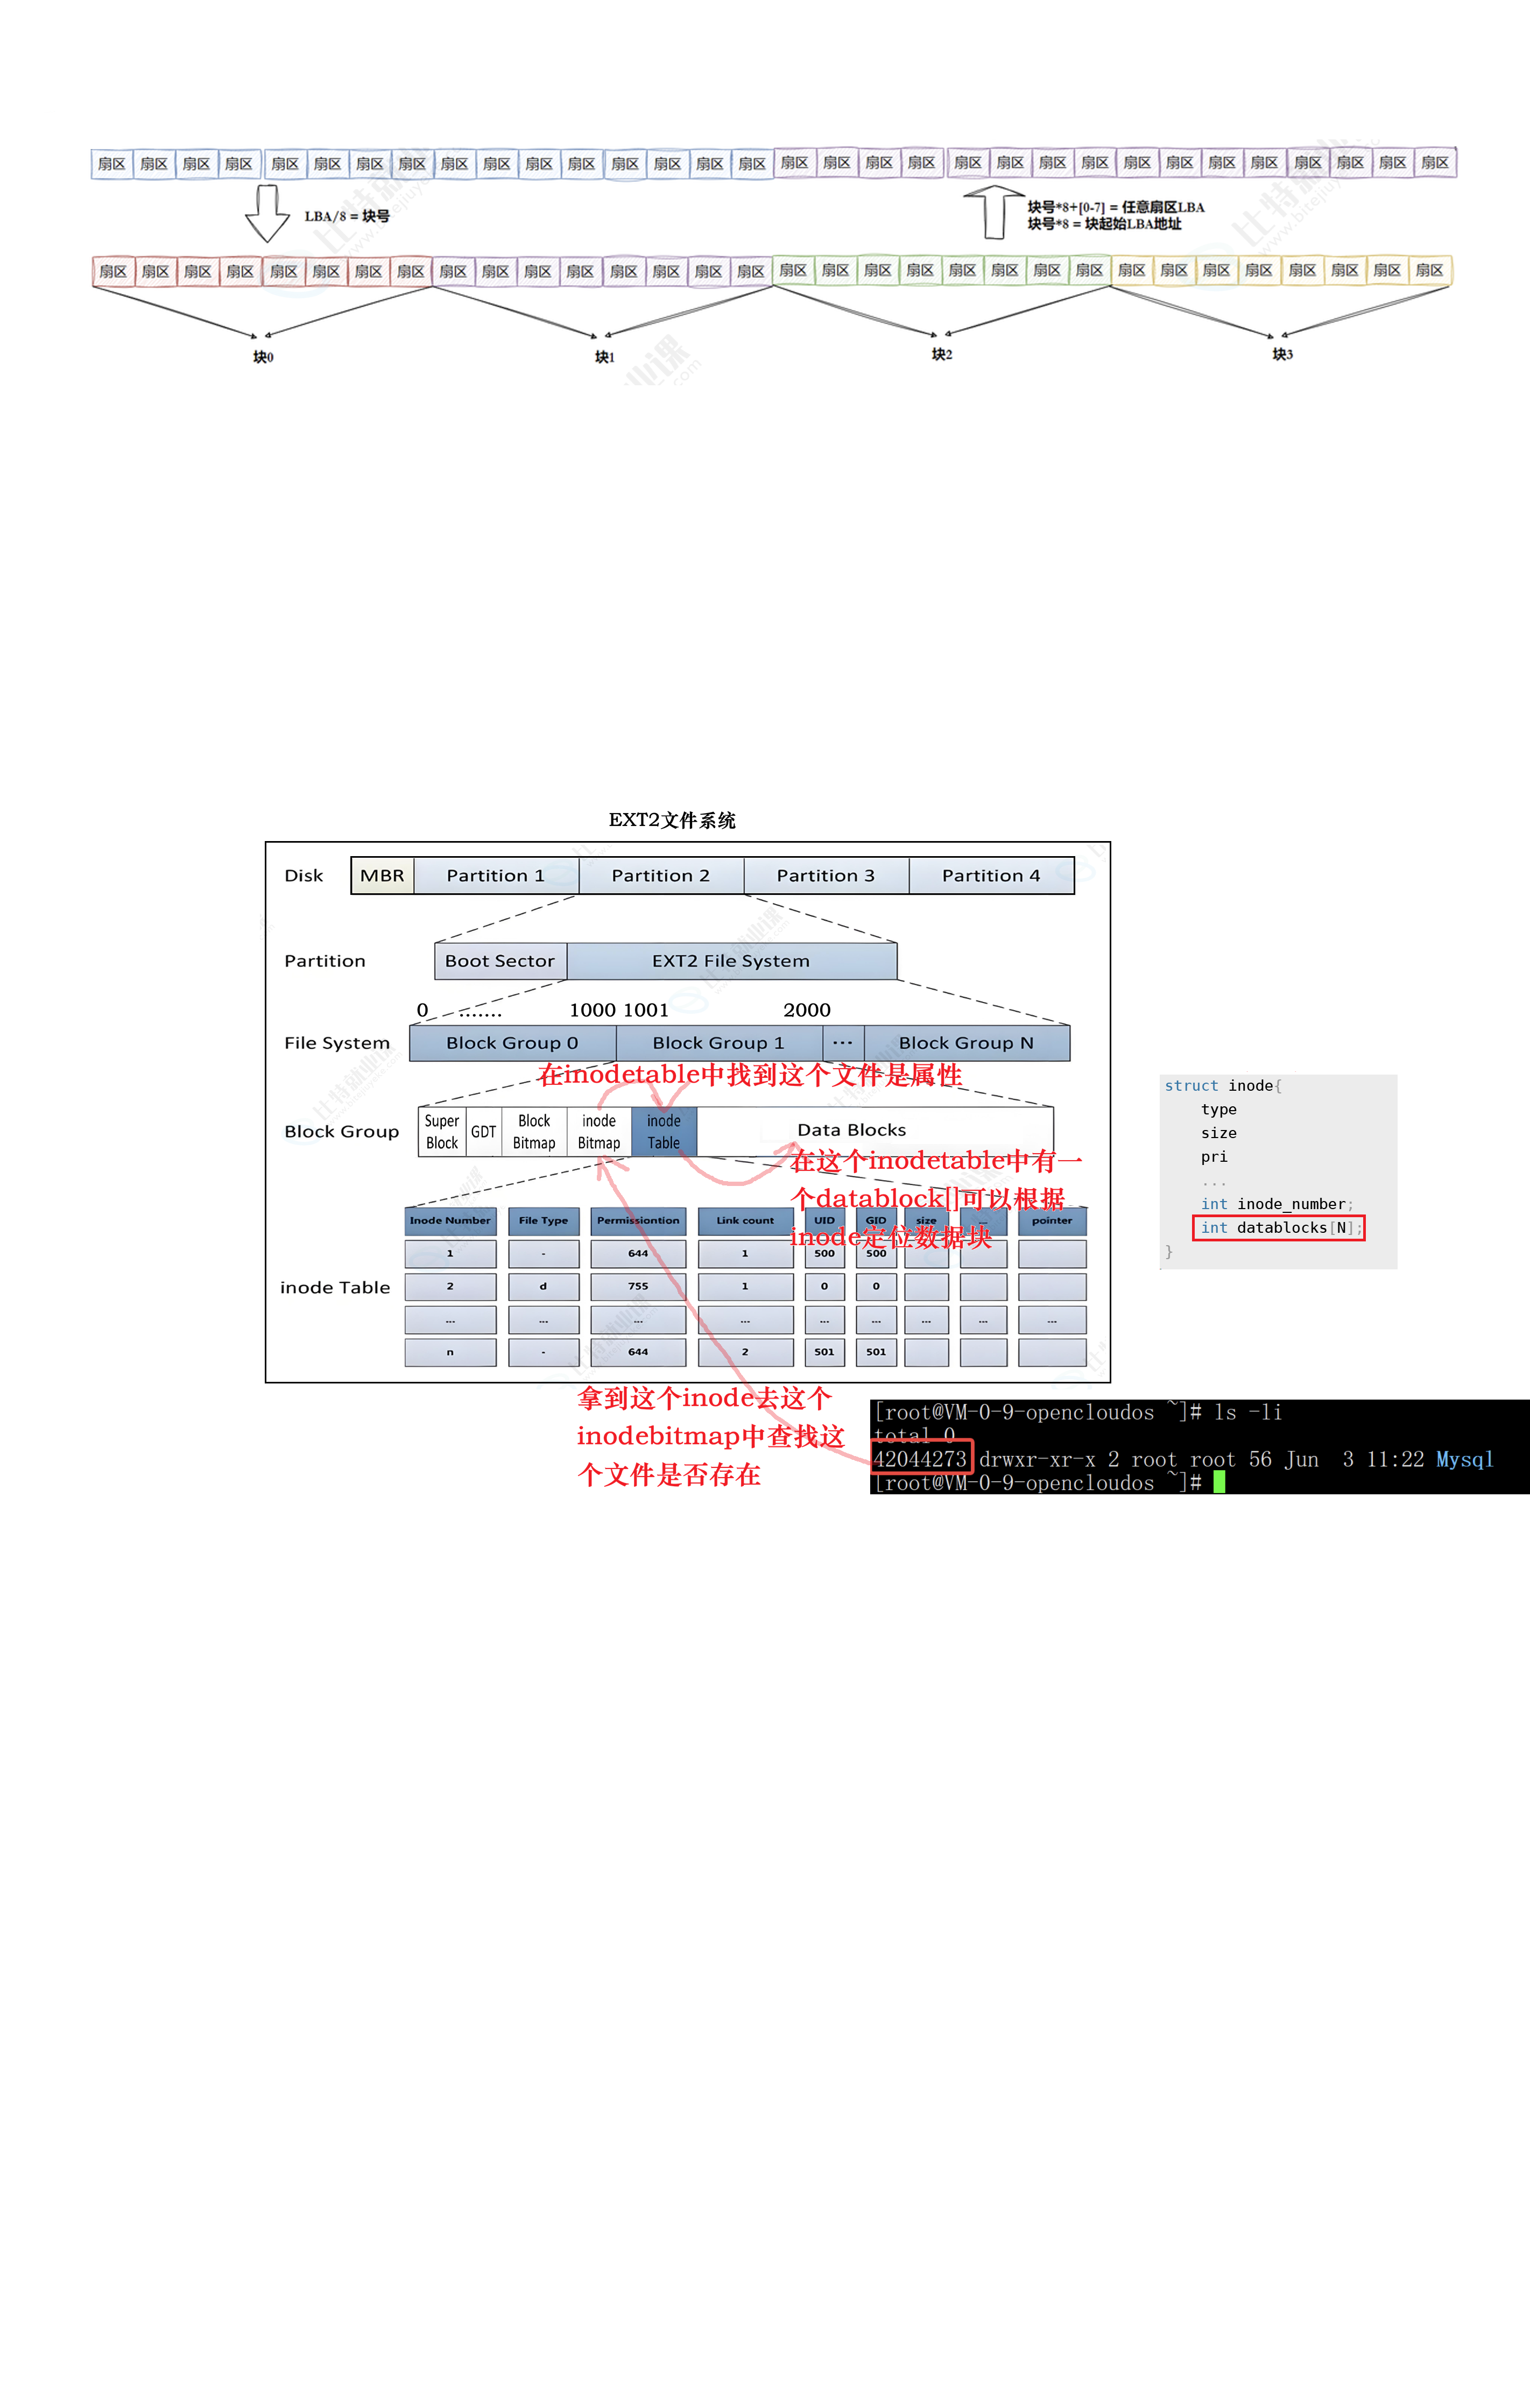 扇区 扇区 扇区 扇区 扇区 扇区 扇区 扇区 扇区 扇区 扇区 扇区 扇区 扇区 扇区 扇区 扇区 扇区 扇区 扇区 扇区 扇区 扇区 扇区 扇区 扇区 扇区 扇区 扇区 扇区 扇区 扇区
LBA/8 = 块号
块号*8+[0-7] = 任意扇区LBA
块号*8 = 块起始LBA地址
扇区 扇区 扇区 扇区 扇区 扇区 扇区 扇区 扇区 扇区 扇区 扇区 扇区 扇区 扇区 扇区 扇区 扇区 扇区 扇区 扇区 扇区 扇区 扇区 扇区 扇区 扇区 扇区 扇区 扇区 扇区 扇区
块0 块1 块2 块3
EXT2文件系统
Disk MBR Partition 1 Partition 2 Partition 3 Partition 4
Partition Boot Sector EXT2 File System
0 ....... 1000 1001 2000
File System Block Group 0 Block Group 1 ... Block Group N
在inodetable中找到这个文件是属性
Block Group Super Block GDT Block Bitmap inode Bitmap inode Table Data Blocks
在这个inodetable中有一
个datablock[]可以根据
inode定位数据块
Inode Number File Type Permissiontion Link count UID GID size ... pointer
1 - 644 1 500 500
inode Table 2 d 755 1 0 0
... ... ... ... ... ... ... ... ...
n - 644 2 501 501
struct inode{
type
size
pri
...
int inode_number;
int datablocks[N];
}
拿到这个inode去这个
inodebitmap中查找这
个文件是否存在
[root@VM-0-9-opencloudos ~]# ls -li
total 0
42044273 drwxr-xr-x 2 root root 56 Jun 3 11:22 Mysql
[root@VM-0-9-opencloudos ~]#